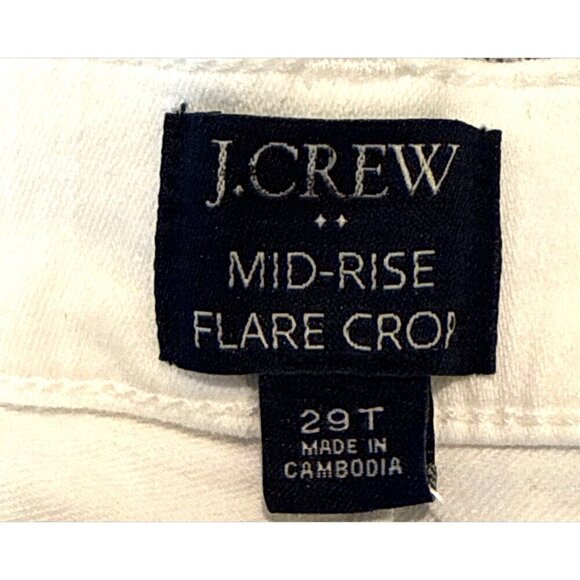 J.CREW
MID-RISE
FLARE CROP
29T
MADE IN
CAMBODIA